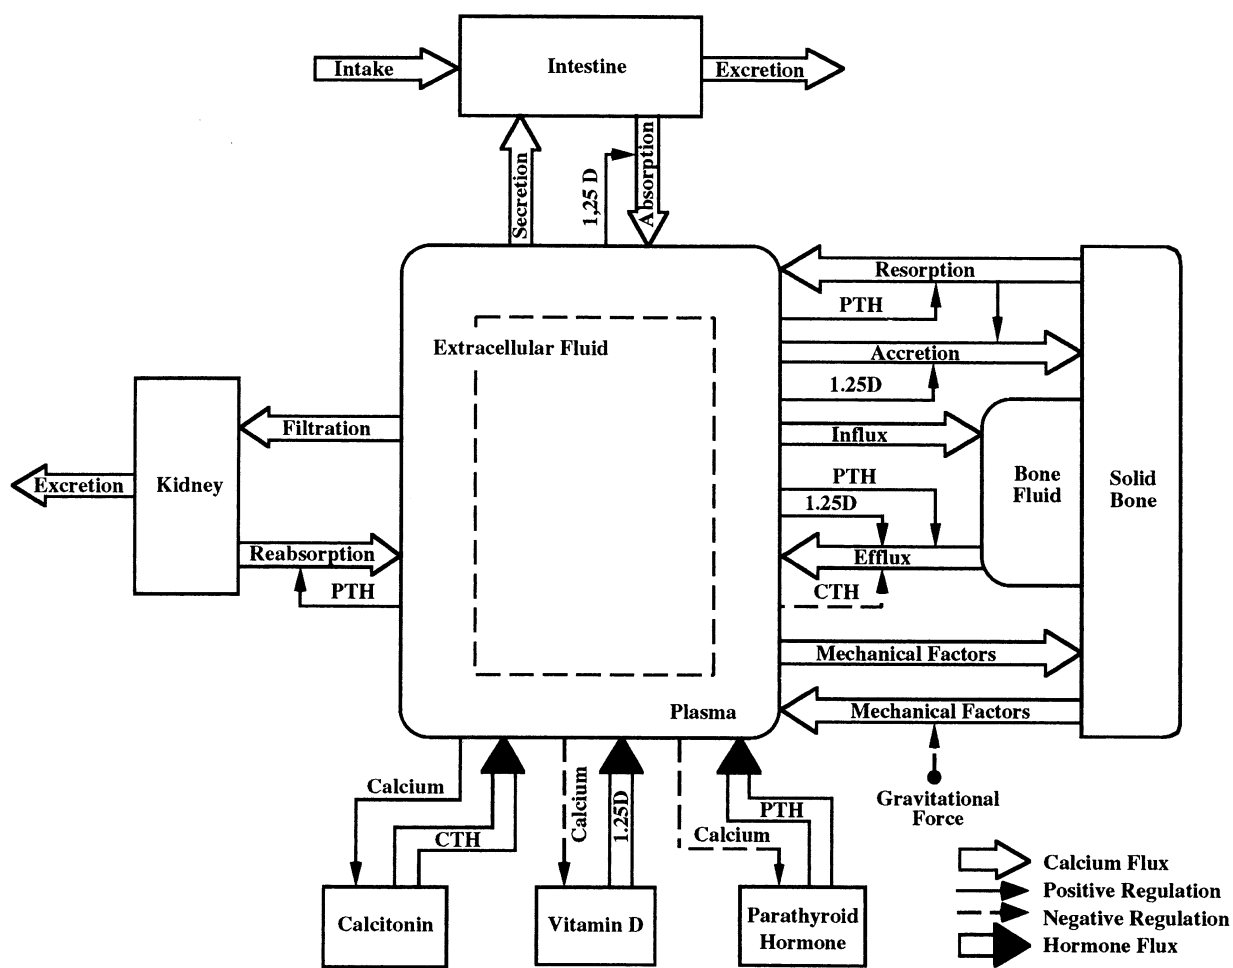 Intake
Intestine
Excretion
Secretion
1,25 D
Absorption
Resorption
PTH
Extracellular Fluid
Accretion
1.25D
Filtration
Influx
Excretion
Kidney
PTH
Bone
Fluid
Solid
Bone
1.25D
Reabsorption
Efflux
PTH
CTH
Mechanical Factors
Plasma
Mechanical Factors
Calcium
Calcium
1.25D
PTH
Gravitational
Force
CTH
Calcium
Calcium Flux
Positive Regulation
Negative Regulation
Hormone Flux
Calcitonin
Vitamin D
Parathyroid
Hormone